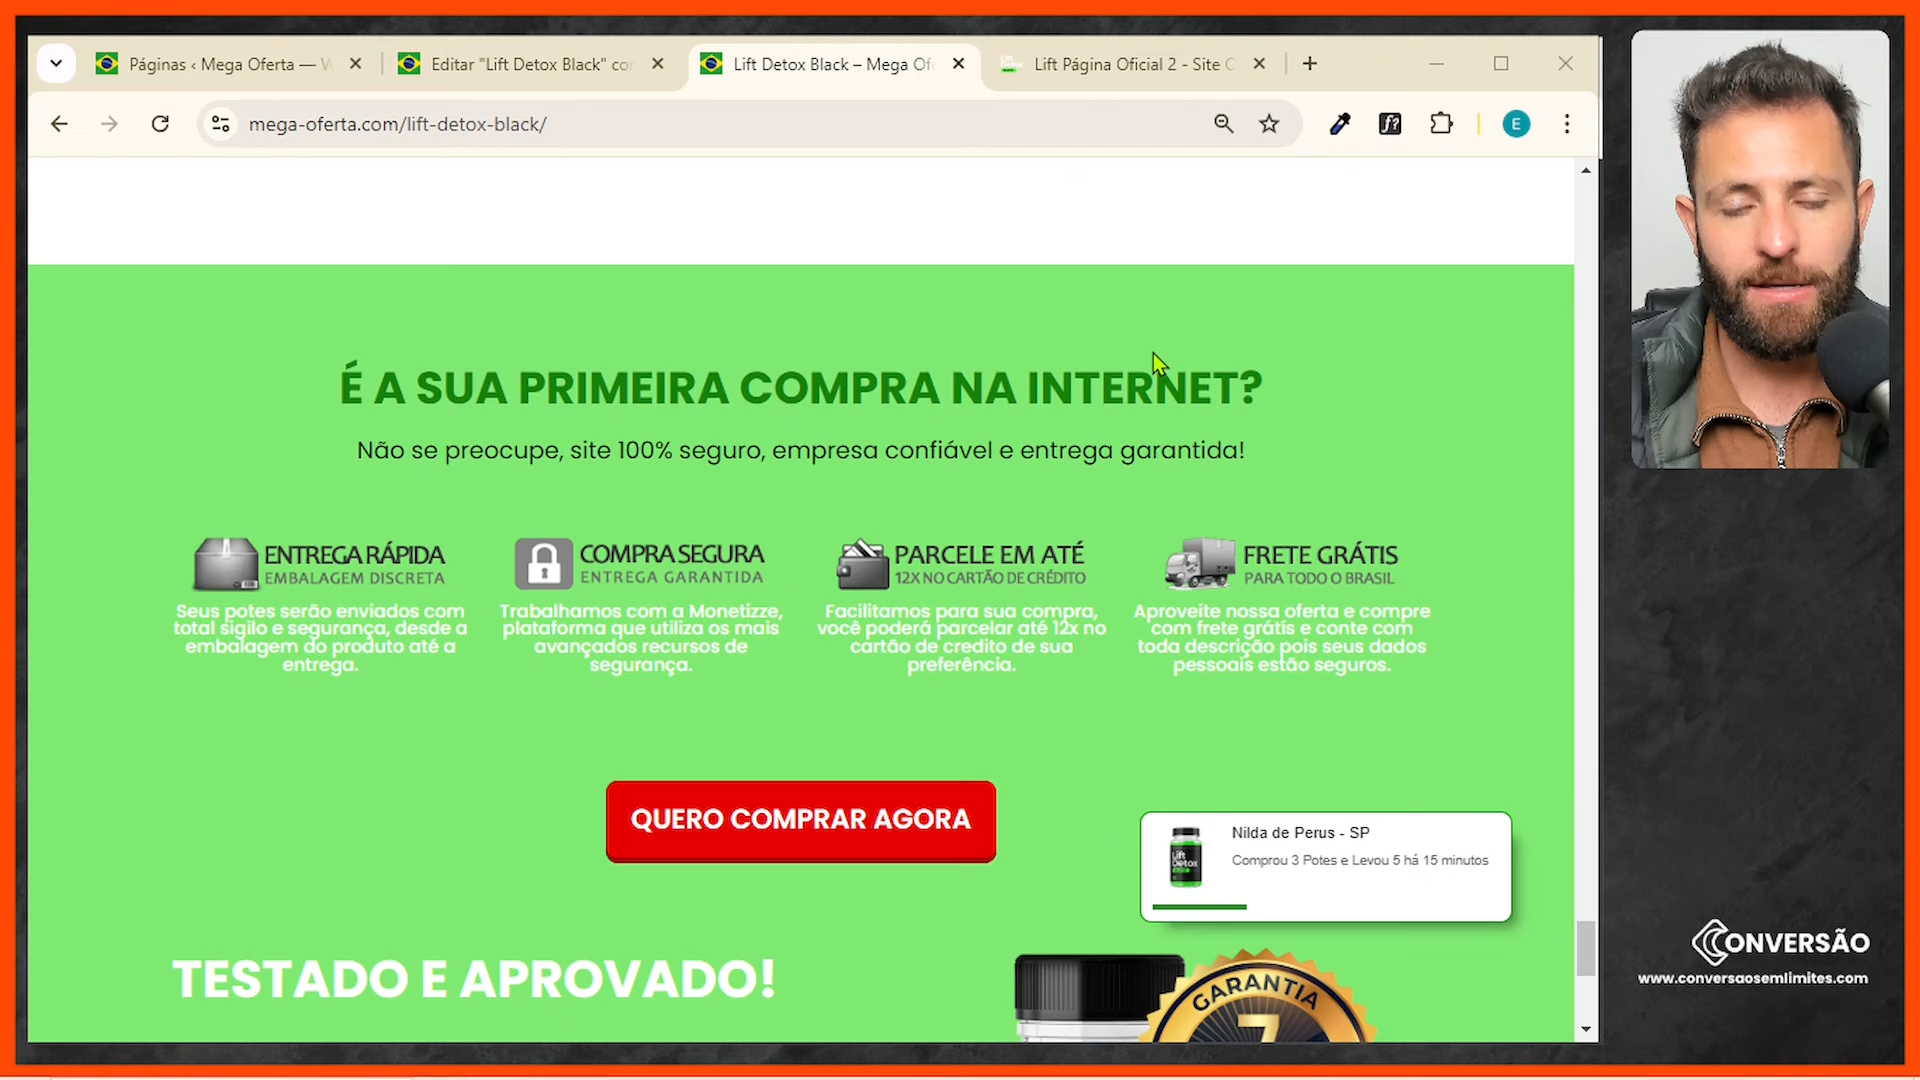 Páginas ‹ Mega Oferta — W
Editar "Lift Detox Black" co
Lift Detox Black – Mega Of
Lift Página Oficial 2 - Site C
mega-oferta.com/lift-detox-black/
f?
E
É A SUA PRIMEIRA COMPRA NA INTERNET?
Não se preocupe, site 100% seguro, empresa confiável e entrega garantida!
ENTREGA RÁPIDA
EMBALAGEM DISCRETA
Seus potes serão enviados com
total sigilo e segurança, desde a
embalagem do produto até a
entrega.
COMPRA SEGURA
ENTREGA GARANTIDA
Trabalhamos com a Monetizze,
plataforma que utiliza os mais
avançados recursos de
segurança.
PARCELE EM ATÉ
12X NO CARTÃO DE CRÉDITO
Facilitamos para sua compra,
você poderá parcelar até 12x no
cartão de credito de sua
preferência.
FRETE GRÁTIS
PARA TODO O BRASIL
Aproveite nossa oferta e compre
com frete grátis e conte com
toda descrição pois seus dados
pessoais estão seguros.
QUERO COMPRAR AGORA
Lift
Detox
Nilda de Perus - SP
Comprou 3 Potes e Levou 5 há 15 minutos
TESTADO E APROVADO!
GARANTIA
7
CONVERSÃO
www.conversaosemlimites.com